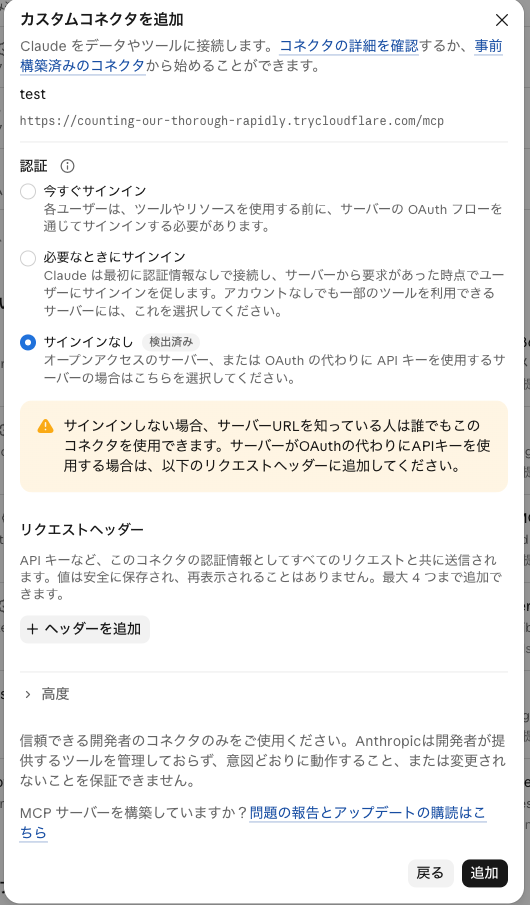 カスタムコネクタを追加
Claude をデータやツールに接続します。コネクタの詳細を確認するか、事前
構築済みのコネクタから始めることができます。
test
https://counting-our-thorough-rapidly.trycloudflare.com/mcp
認証
今すぐサインイン
各ユーザーは、ツールやリソースを使用する前に、サーバーの OAuth フローを
通じてサインインする必要があります。
必要なときにサインイン
Claude は最初に認証情報なしで接続し、サーバーから要求があった時点でユー
ザーにサインインを促します。アカウントなしでも一部のツールを利用できる
サーバーには、これを選択してください。
サインインなし 検出済み
オープンアクセスのサーバー、または OAuth の代わりに API キーを使用するサ
ーバーの場合はこちらを選択してください。
サインインしない場合、サーバーURLを知っている人は誰でもこの
コネクタを使用できます。サーバーがOAuthの代わりにAPIキーを使
用する場合は、以下のリクエストヘッダーに追加してください。
リクエストヘッダー
API キーなど、このコネクタの認証情報としてすべてのリクエストと共に送信され
ます。値は安全に保存され、再表示されることはありません。最大 4 つまで追加で
きます。
+ ヘッダーを追加
高度
信頼できる開発者のコネクタのみをご使用ください。Anthropicは開発者が提
供するツールを管理しておらず、意図どおりに動作すること、または変更され
ないことを保証できません。
MCP サーバーを構築していますか？問題の報告とアップデートの購読はこ
ちら
戻る 追加